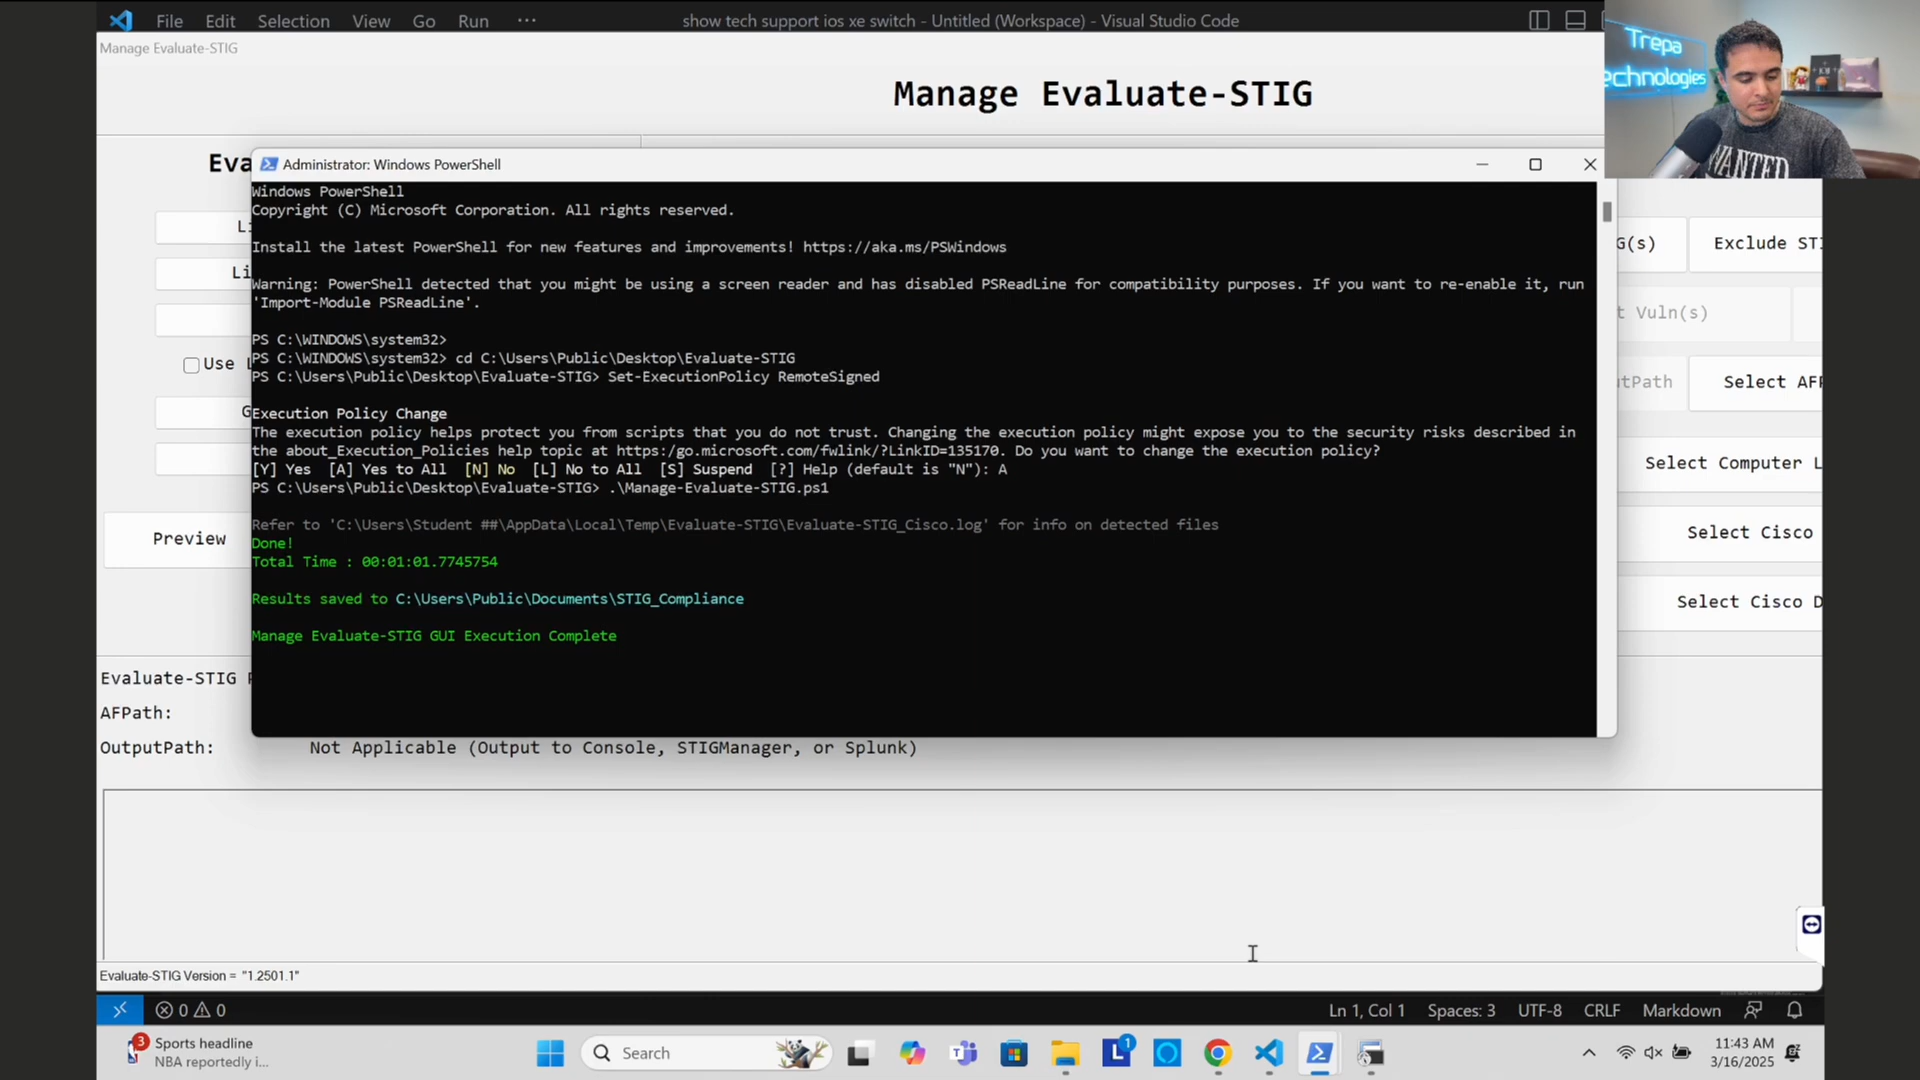 File Edit Selection View Go Run ··· show tech support ios xe switch - Untitled (Workspace) - Visual Studio Code
Trepa
Technologies
WANTED
Manage Evaluate-STIG
Manage Evaluate-STIG
Eva
Administrator: Windows PowerShell
Windows PowerShell
Copyright (C) Microsoft Corporation. All rights reserved.
Install the latest PowerShell for new features and improvements! https://aka.ms/PSWindows
Warning: PowerShell detected that you might be using a screen reader and has disabled PSReadLine for compatibility purposes. If you want to re-enable it, run
'Import-Module PSReadLine'.
PS C:\WINDOWS\system32>
PS C:\WINDOWS\system32> cd C:\Users\Public\Desktop\Evaluate-STIG
PS C:\Users\Public\Desktop\Evaluate-STIG> Set-ExecutionPolicy RemoteSigned
Execution Policy Change
The execution policy helps protect you from scripts that you do not trust. Changing the execution policy might expose you to the security risks described in
the about_Execution_Policies help topic at https:/go.microsoft.com/fwlink/?LinkID=135170. Do you want to change the execution policy?
[Y] Yes [A] Yes to All [N] No [L] No to All [S] Suspend [?] Help (default is "N"): A
PS C:\Users\Public\Desktop\Evaluate-STIG> .\Manage-Evaluate-STIG.ps1
Refer to 'C:\Users\Student ##\AppData\Local\Temp\Evaluate-STIG\Evaluate-STIG_Cisco.log' for info on detected files
Done!
Total Time : 00:01:01.7745754
Results saved to C:\Users\Public\Documents\STIG_Compliance
Manage Evaluate-STIG GUI Execution Complete
Li
Li
Use L
G
Preview
G(s) Exclude STI
t Vuln(s)
tPath Select AF
Select Computer L
Select Cisco
Select Cisco D
Evaluate-STIG P
AFPath:
OutputPath: Not Applicable (Output to Console, STIGManager, or Splunk)
Evaluate-STIG Version = "1.2501.1"
0 0 Ln 1, Col 1 Spaces: 3 UTF-8 CRLF Markdown
3 Sports headline
NBA reportedly i...
Search
1
11:43 AM
3/16/2025